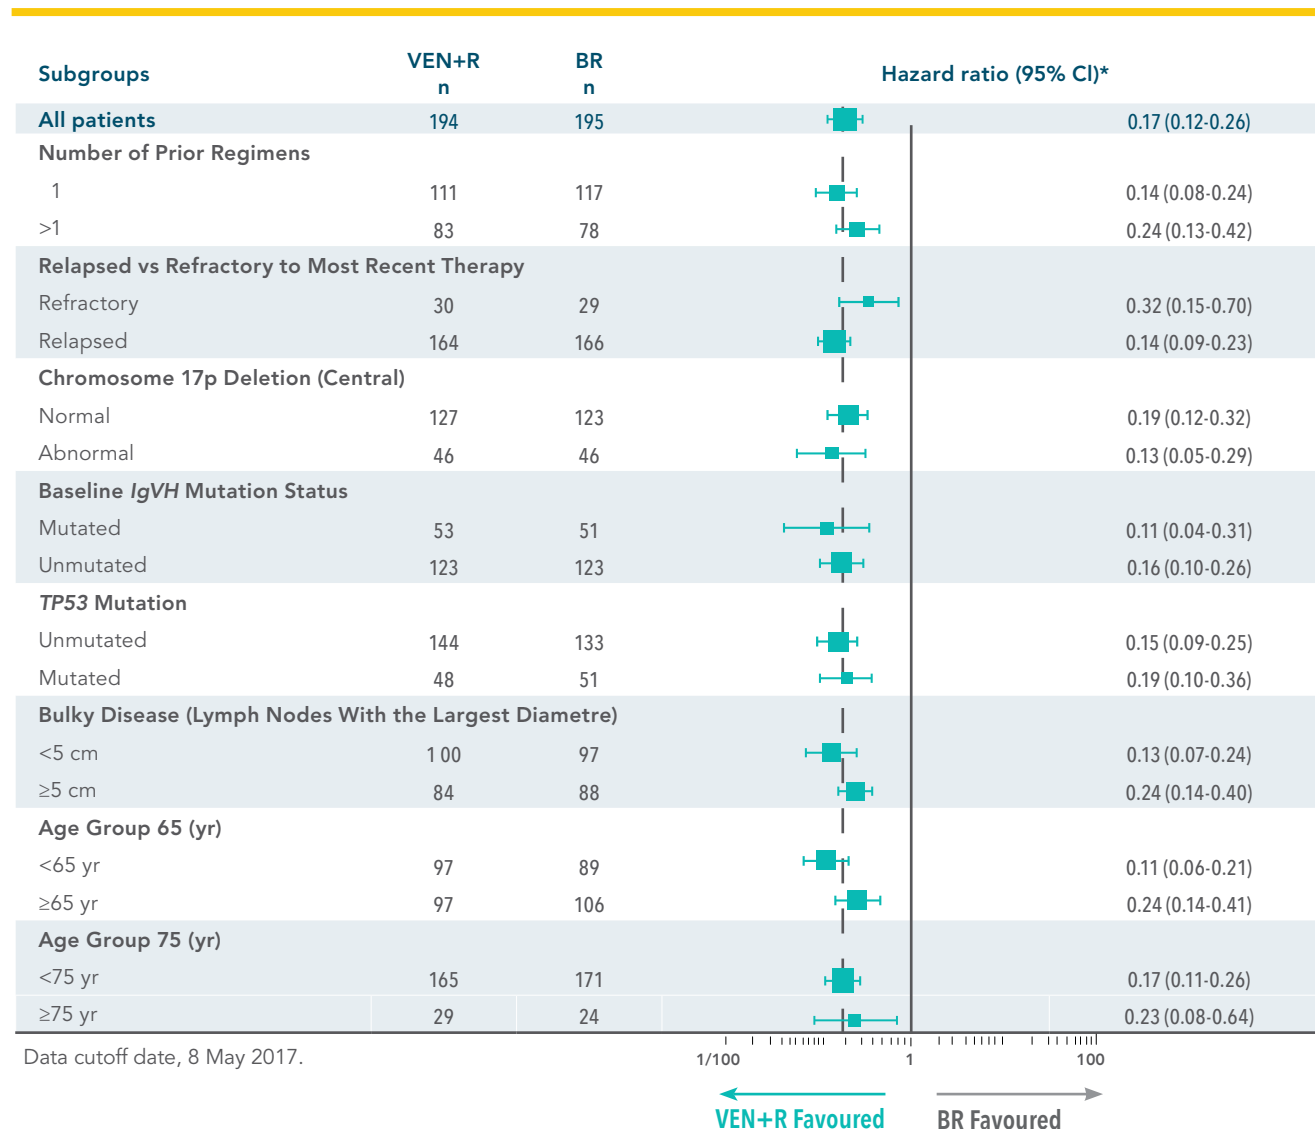 Subgroups VEN+R n BR n Hazard ratio (95% CI)*
All patients 194 195 0.17 (0.12-0.26)
Number of Prior Regimens
1 111 117 0.14 (0.08-0.24)
>1 83 78 0.24 (0.13-0.42)
Relapsed vs Refractory to Most Recent Therapy
Refractory 30 29 0.32 (0.15-0.70)
Relapsed 164 166 0.14 (0.09-0.23)
Chromosome 17p Deletion (Central)
Normal 127 123 0.19 (0.12-0.32)
Abnormal 46 46 0.13 (0.05-0.29)
Baseline IgVH Mutation Status
Mutated 53 51 0.11 (0.04-0.31)
Unmutated 123 123 0.16 (0.10-0.26)
TP53 Mutation
Unmutated 144 133 0.15 (0.09-0.25)
Mutated 48 51 0.19 (0.10-0.36)
Bulky Disease (Lymph Nodes With the Largest Diametre)
<5 cm 1 00 97 0.13 (0.07-0.24)
≥5 cm 84 88 0.24 (0.14-0.40)
Age Group 65 (yr)
<65 yr 97 89 0.11 (0.06-0.21)
≥65 yr 97 106 0.24 (0.14-0.41)
Age Group 75 (yr)
<75 yr 165 171 0.17 (0.11-0.26)
≥75 yr 29 24 0.23 (0.08-0.64)
Data cutoff date, 8 May 2017.
1/100 1 100
VEN+R Favoured BR Favoured